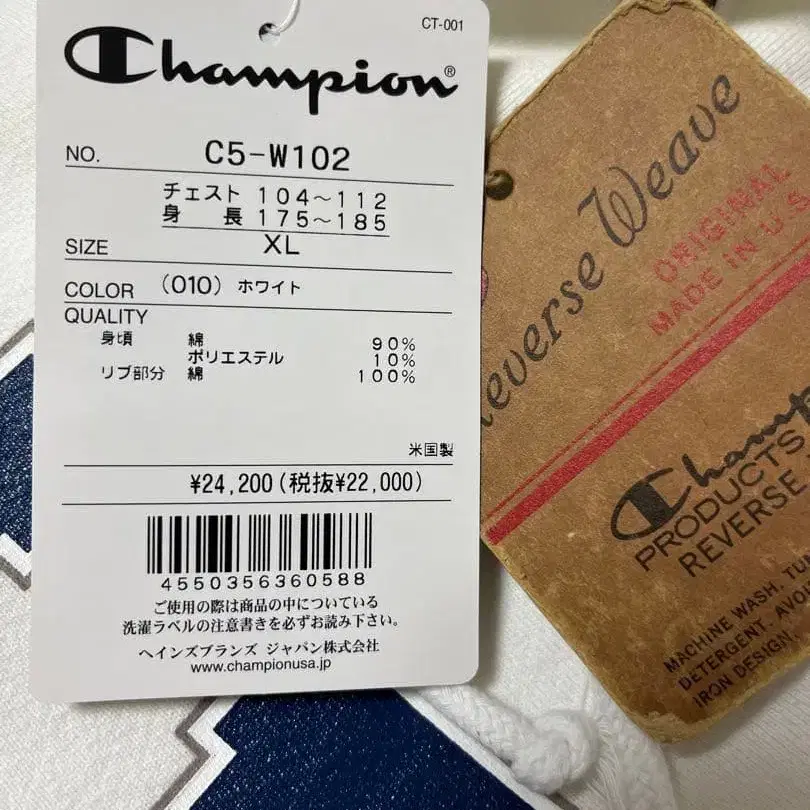 CT-001
Champion®
NO. C5-W102
チェスト 104～112
身 長 175～185
SIZE XL
COLOR (010) ホワイト
QUALITY
身頃 綿 90%
ポリエステル 10%
リブ部分 綿 100%
米国製
¥24,200(税抜¥22,000)
4550356360588
ご使用の際は商品の中についている
洗濯ラベルの注意書きを必ずお読み下さい。
ヘインズブランズ ジャパン株式会社
www.championusa.jp
Reverse Weave
ORIGINAL
MADE IN U.S
Champ
PRODUCTS
REVERSE
MACHINE WASH. TUM
DETERGENT. AVOI
IRON DESIGN.